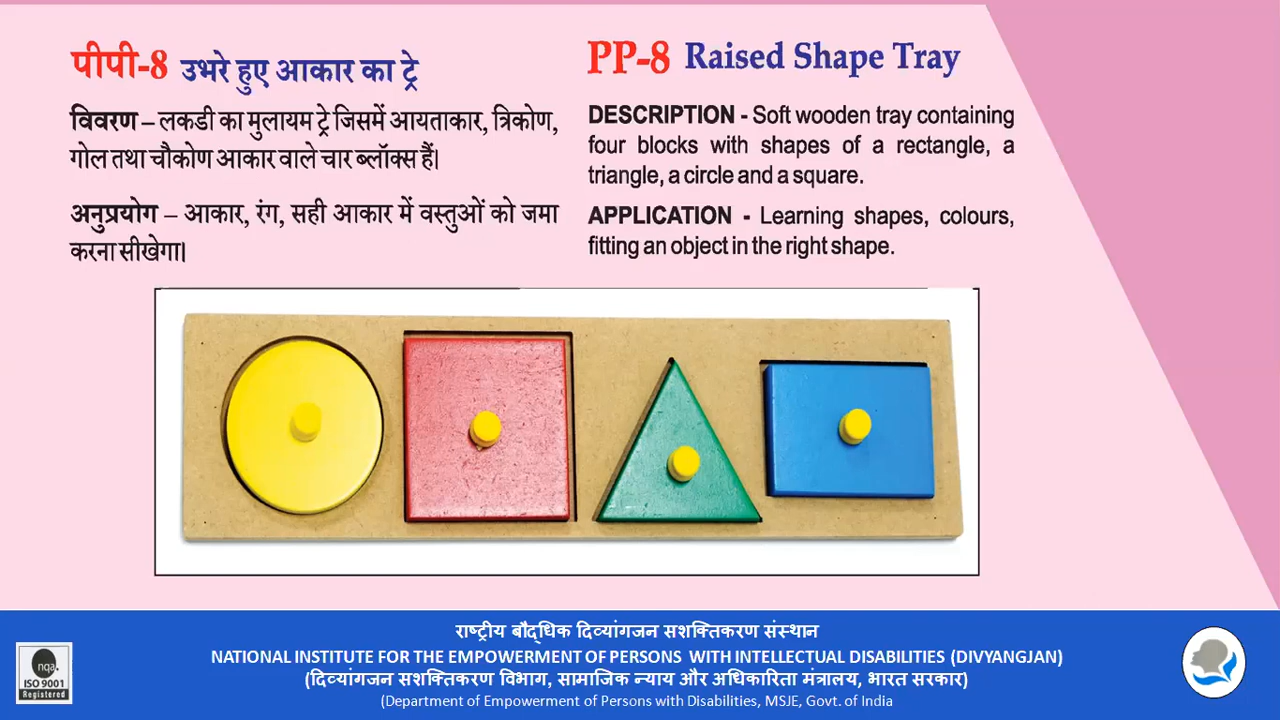 पीपी-8 उभरे हुए आकार का ट्रे
विवरण – लकडी का मुलायम ट्रे जिसमें आयताकार, त्रिकोण,
गोल तथा चौकोण आकार वाले चार ब्लॉक्स हैं।
अनुप्रयोग – आकार, रंग, सही आकार में वस्तुओं को जमा
करना सीखेगा।
PP-8 Raised Shape Tray
DESCRIPTION - Soft wooden tray containing
four blocks with shapes of a rectangle, a
triangle, a circle and a square.
APPLICATION - Learning shapes, colours,
fitting an object in the right shape.
राष्ट्रीय बौद्धिक दिव्यांगजन सशक्तिकरण संस्थान
NATIONAL INSTITUTE FOR THE EMPOWERMENT OF PERSONS WITH INTELLECTUAL DISABILITIES (DIVYANGJAN)
(दिव्यांगजन सशक्तिकरण विभाग, सामाजिक न्याय और अधिकारिता मंत्रालय, भारत सरकार)
(Department of Empowerment of Persons with Disabilities, MSJE, Govt. of India
nqa.
ISO 9001
Registered